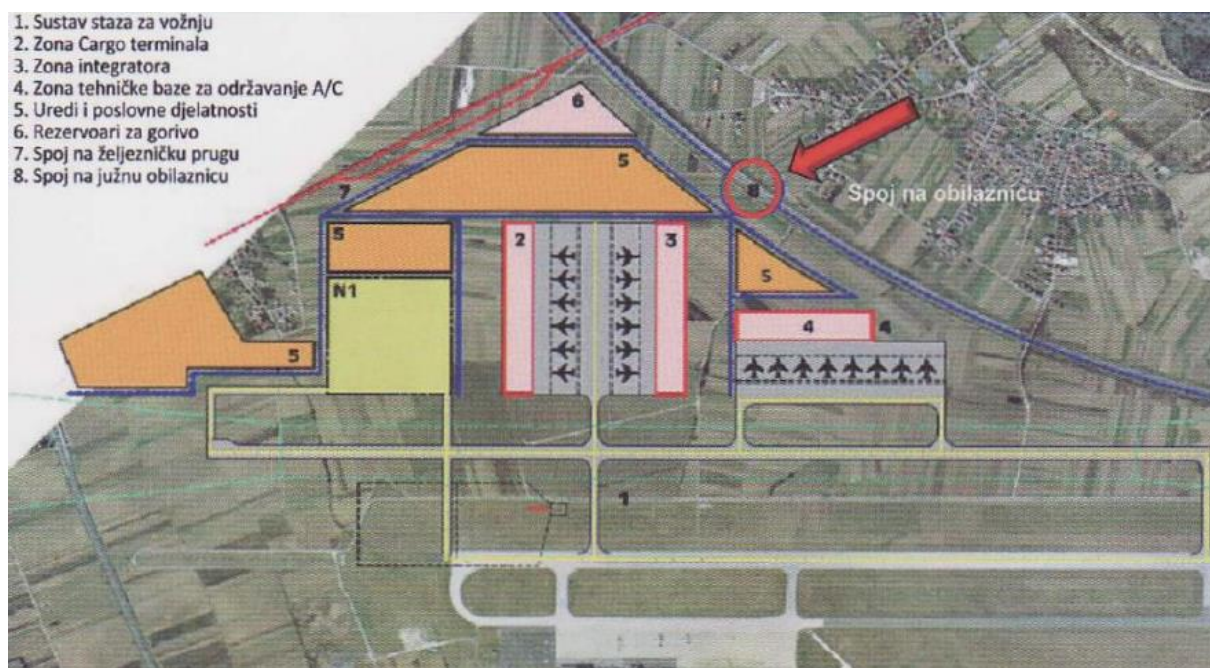 1. Sustav staza za vožnju
2. Zona Cargo terminala
3. Zona integratora
4. Zona tehničke baze za održavanje A/C
5. Uredi i poslovne djelatnosti
6. Rezervoari za gorivo
7. Spoj na željezničku prugu
8. Spoj na južnu obilaznicu
6
5
7
8
Spoj na obilaznicu
5
2
3
5
N1
4
4
5
1